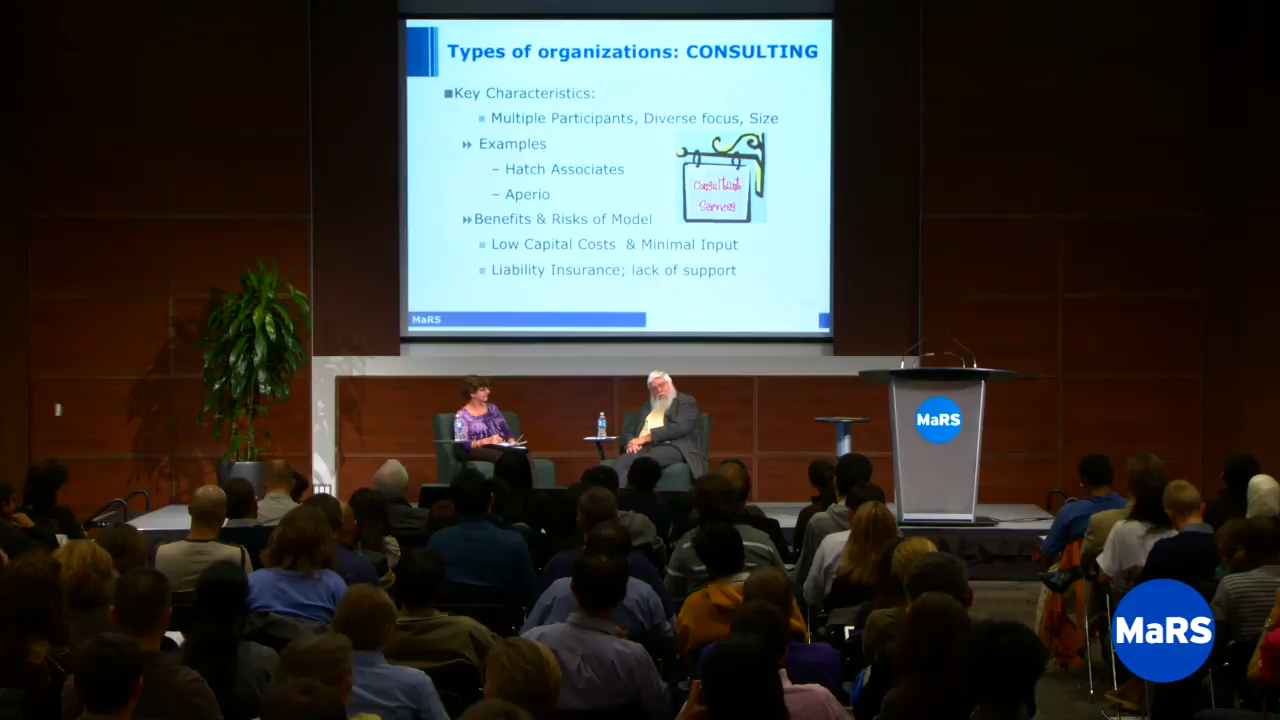 Types of organizations: CONSULTING
Key Characteristics:
Multiple Participants, Diverse focus, Size
Examples
– Hatch Associates
– Aperio
Consultant
Services
Benefits & Risks of Model
Low Capital Costs & Minimal Input
Liability Insurance; lack of support
MaRS
MaRS
MaRS